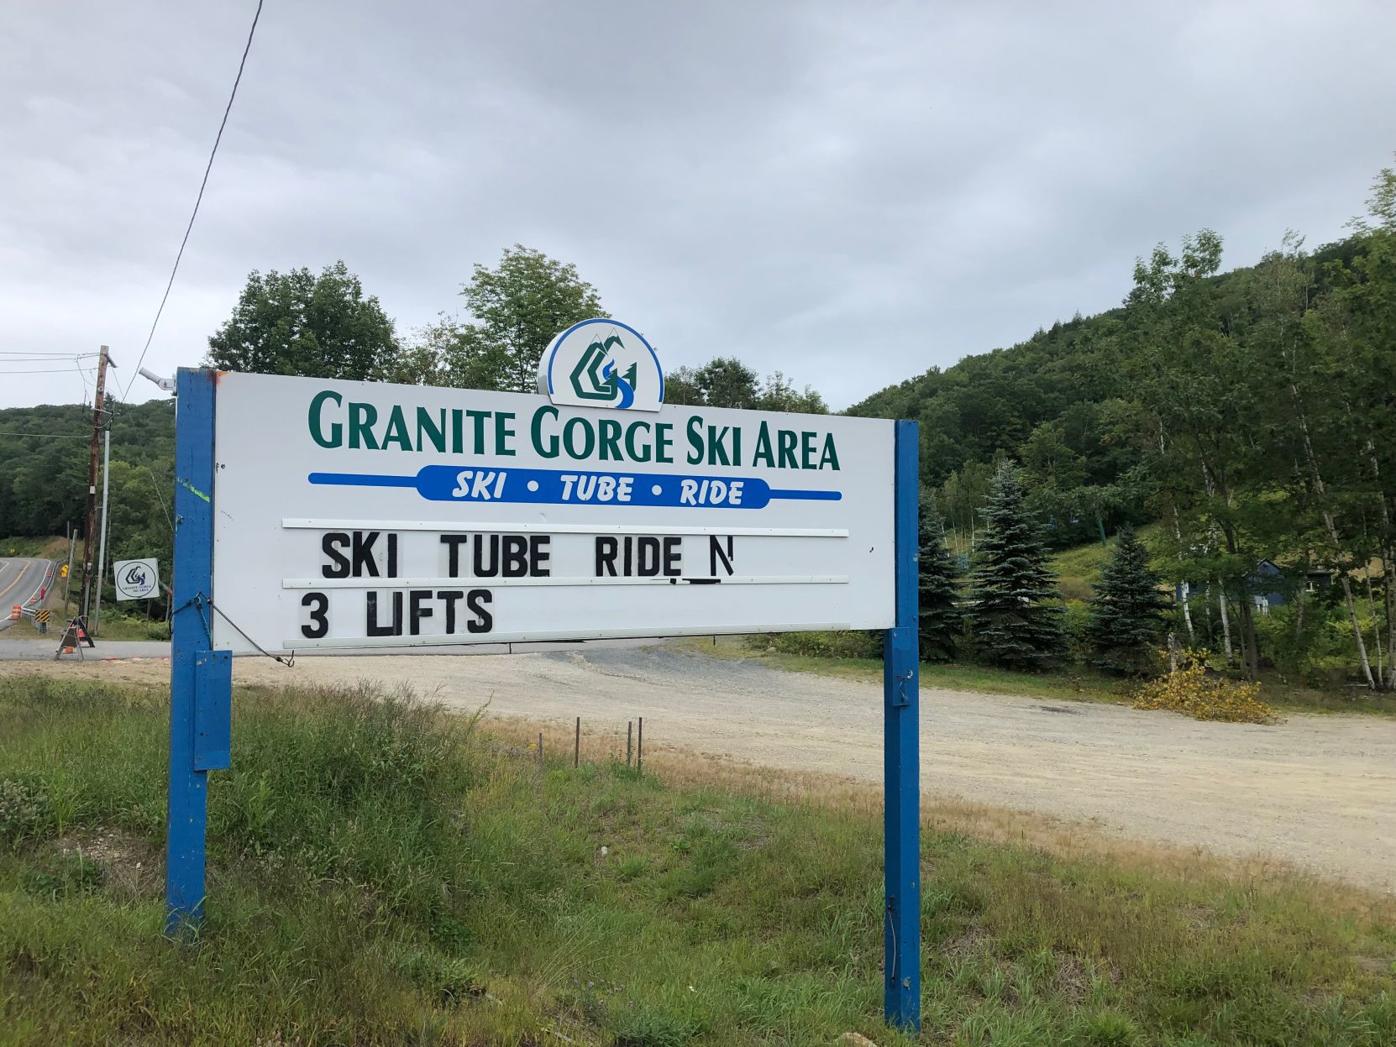 GRANITE GORGE SKI AREA
SKI • TUBE • RIDE
SKI TUBE RIDE N
3 LIFTS